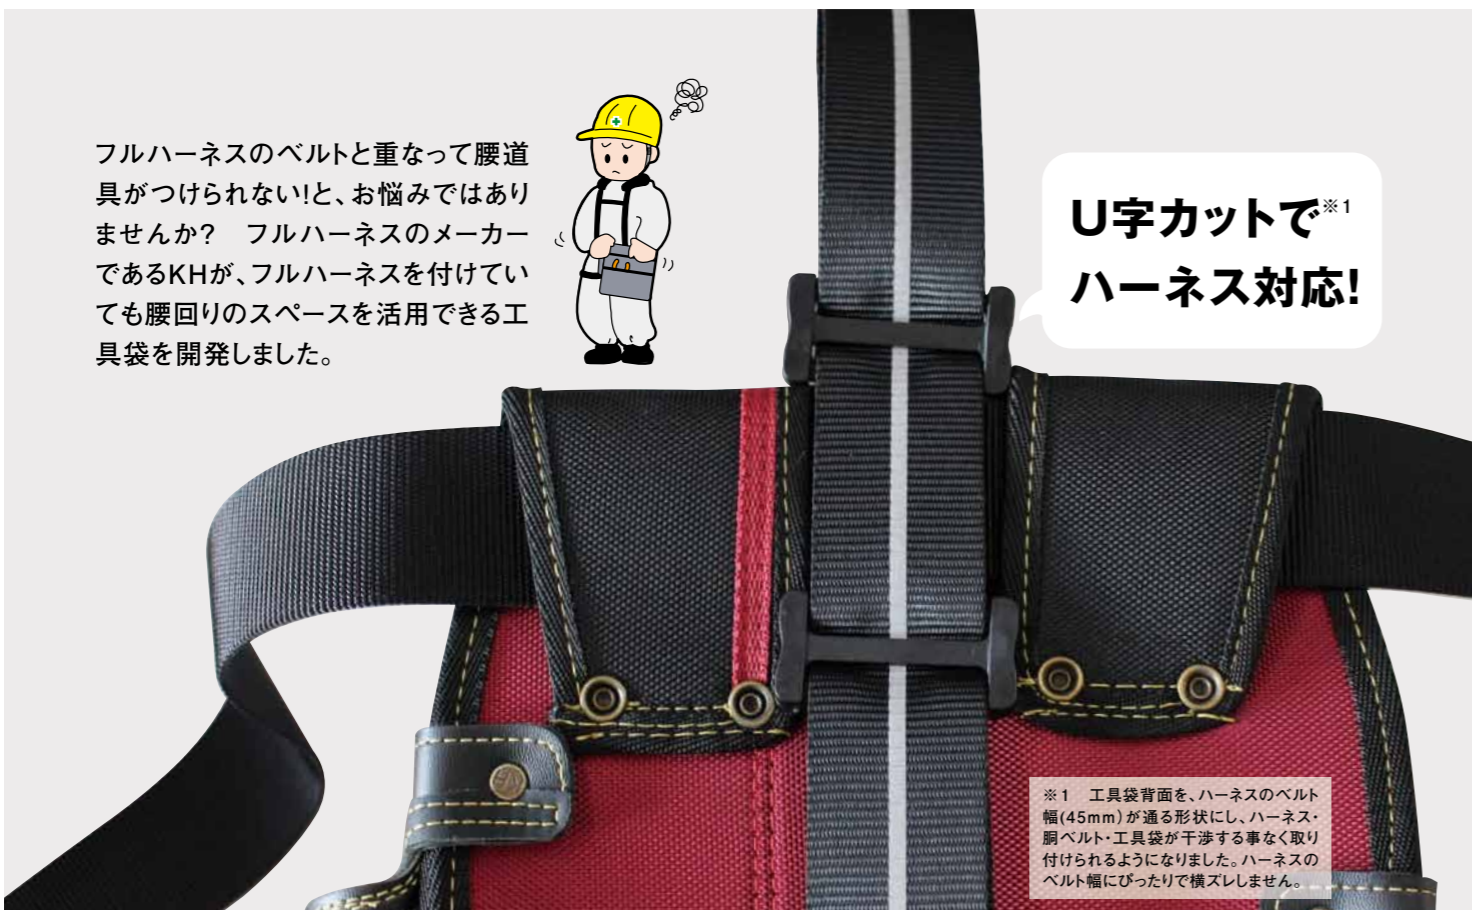 フルハーネスのベルトと重なって腰道
具がつけられない!と、お悩みではあり
ませんか?　フルハーネスのメーカー
であるKHが、フルハーネスを付けてい
ても腰回りのスペースを活用できる工
具袋を開発しました。
U字カットで※1
ハーネス対応!
※1　工具袋背面を、ハーネスのベルト
幅(45mm)が通る形状にし、ハーネス・
胴ベルト・工具袋が干渉する事なく取り
付けられるようになりました。ハーネスの
ベルト幅にぴったりで横ズレしません。